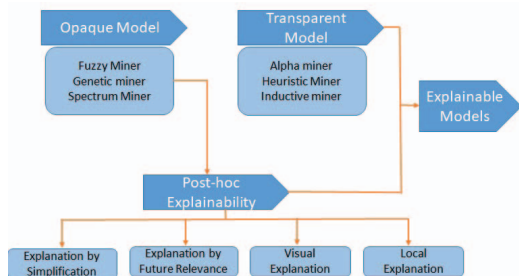 Opaque Model
Transparent
Model
Fuzzy Miner
Genetic miner
Spectrum Miner
Alpha miner
Heuristic Miner
Inductive miner
Explainable
Models
Post-hoc
Explainability
Explanation by
Simplification
Explanation by
Future Relevance
Visual
Explanation
Local
Explanation